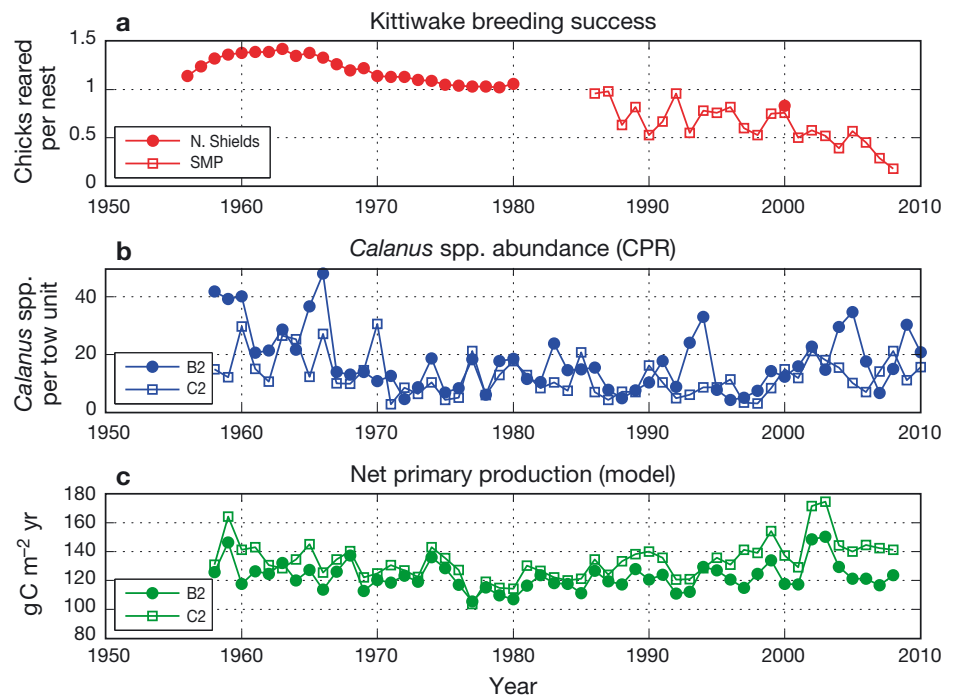 a Kittiwake breeding success
Chicks reared
per nest
1.5
1
0.5
0
N. Shields
SMP
1950 1960 1970 1980 1990 2000 2010
b Calanus spp. abundance (CPR)
Calanus spp.
per tow unit
40
20
0
B2
C2
1950 1960 1970 1980 1990 2000 2010
c Net primary production (model)
gC m–2 yr
180
160
140
120
100
80
B2
C2
1950 1960 1970 1980 1990 2000 2010
Year